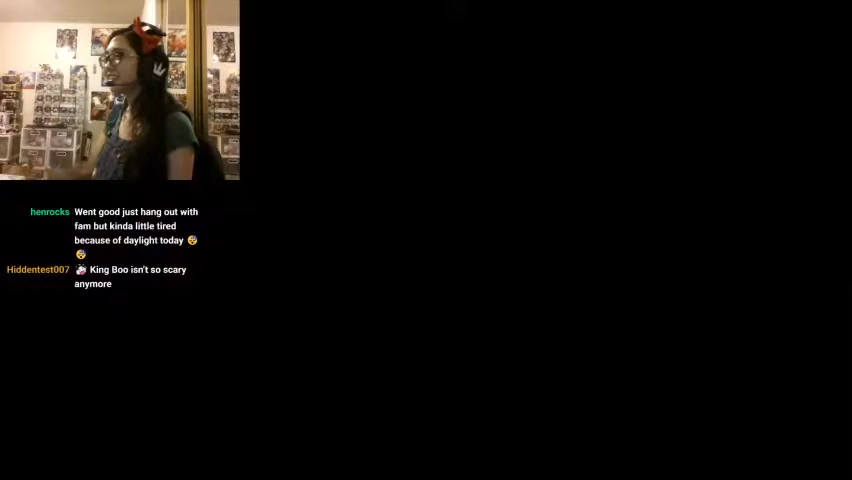 henrocks Went good just hang out with
fam but kinda little tired
because of daylight today 😴
😴
Hiddentest007 King Boo isn't so scary
anymore